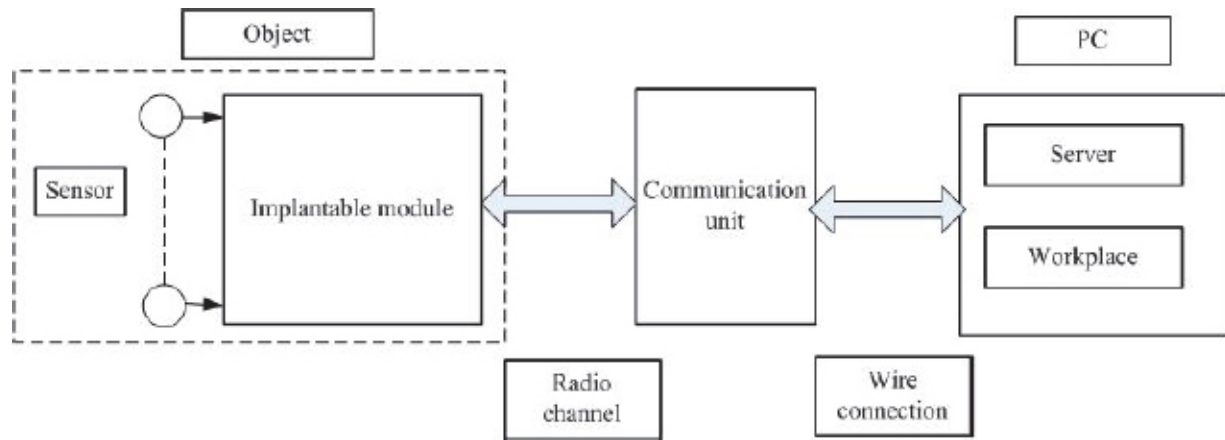 Object
PC
Sensor
Implantable module
Communication
unit
Server
Workplace
Radio
channel
Wire
connection